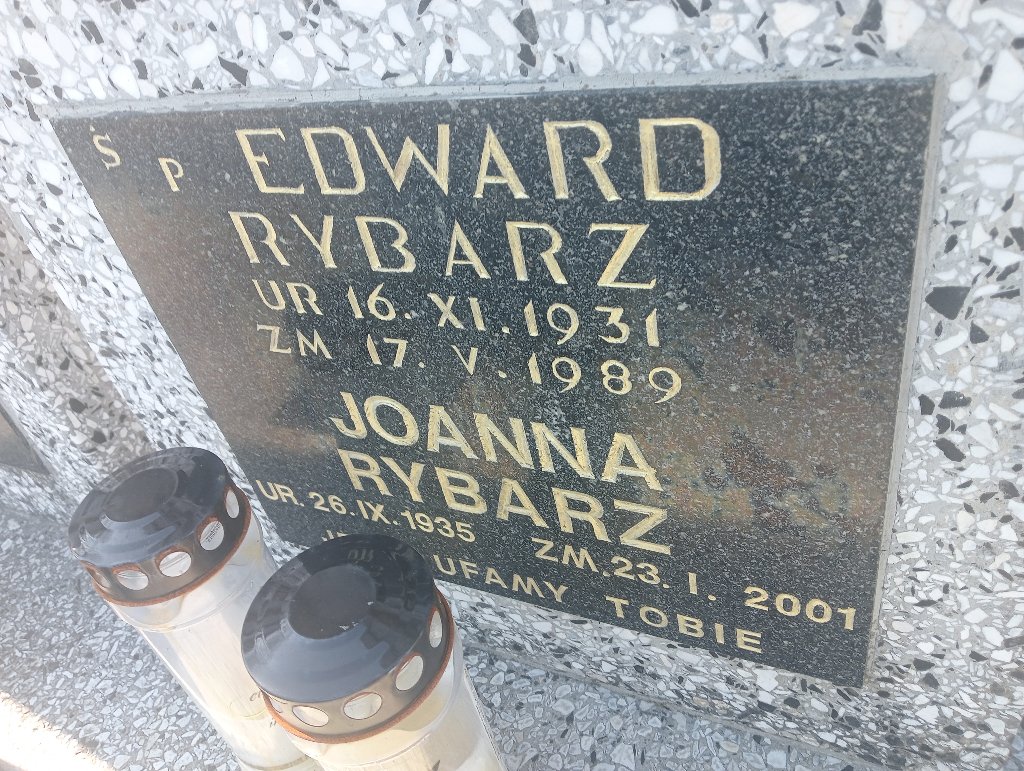 Ś P EDWARD
RYBARZ
UR 16. XI. 1931
ZM 17. V. 1989
JOANNA
RYBARZ
UR. 26. IX. 1935 ZM. 23. I. 2001
UFAMY TOBIE